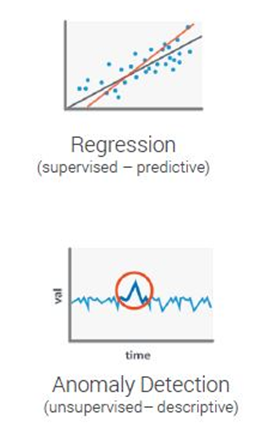 Regression
(supervised – predictive)
val
time
Anomaly Detection
(unsupervised– descriptive)